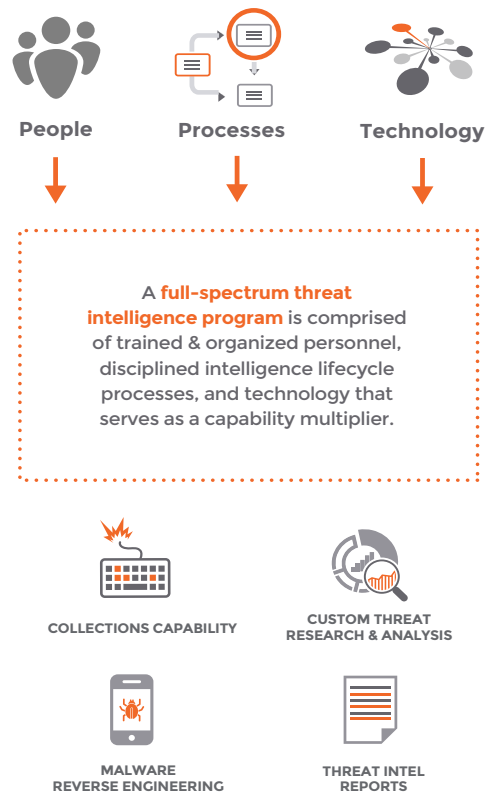 People
Processes
Technology
A full-spectrum threat
intelligence program is comprised
of trained & organized personnel,
disciplined intelligence lifecycle
processes, and technology that
serves as a capability multiplier.
COLLECTIONS CAPABILITY
CUSTOM THREAT
RESEARCH & ANALYSIS
MALWARE
REVERSE ENGINEERING
THREAT INTEL
REPORTS